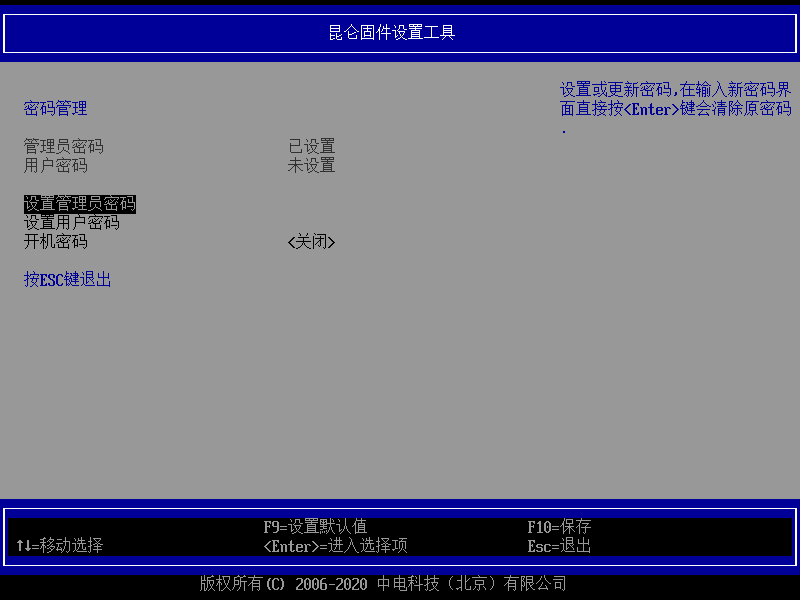 昆仑固件设置工具
密码管理
管理员密码 已设置
用户密码 未设置
设置管理员密码
设置用户密码
开机密码 <关闭>
按ESC键退出
设置或更新密码,在输入新密码界
面直接按<Enter>键会清除原密码
.
F9=设置默认值 F10=保存
↑↓=移动选择 <Enter>=进入选择项 Esc=退出
版权所有(C) 2006-2020 中电科技（北京）有限公司